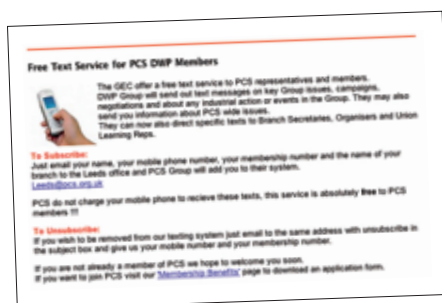 Free Text Service for PCS DWP Members
The GEC offer a free text service to PCS representatives and members.
DWP Group will send out text messages on key Group issues, campaigns,
negotiations and about any industrial action or events in the Group. They may also
send you information about PCS wide issues.
They can now also direct specific texts to Branch Secretaries, Organisers and Union
Learning Reps.
To Subscribe:
Just email your name, your mobile phone number, your membership number and the name of your
branch to the Leeds office and PCS Group will add you to their system.
Leeds@pcs.org.uk
PCS do not charge your mobile phone to recieve these texts, this service is absolutely free to PCS
members !!!
To Unsubscribe:
If you wish to be removed from our texting system just email to the same address with unsubscribe in
the subject box and give us your mobile number and your membership number.
If you are not already a member of PCS we hope to welcome you soon.
If you want to join PCS visit our 'Membership Benefits' page to download an application form.